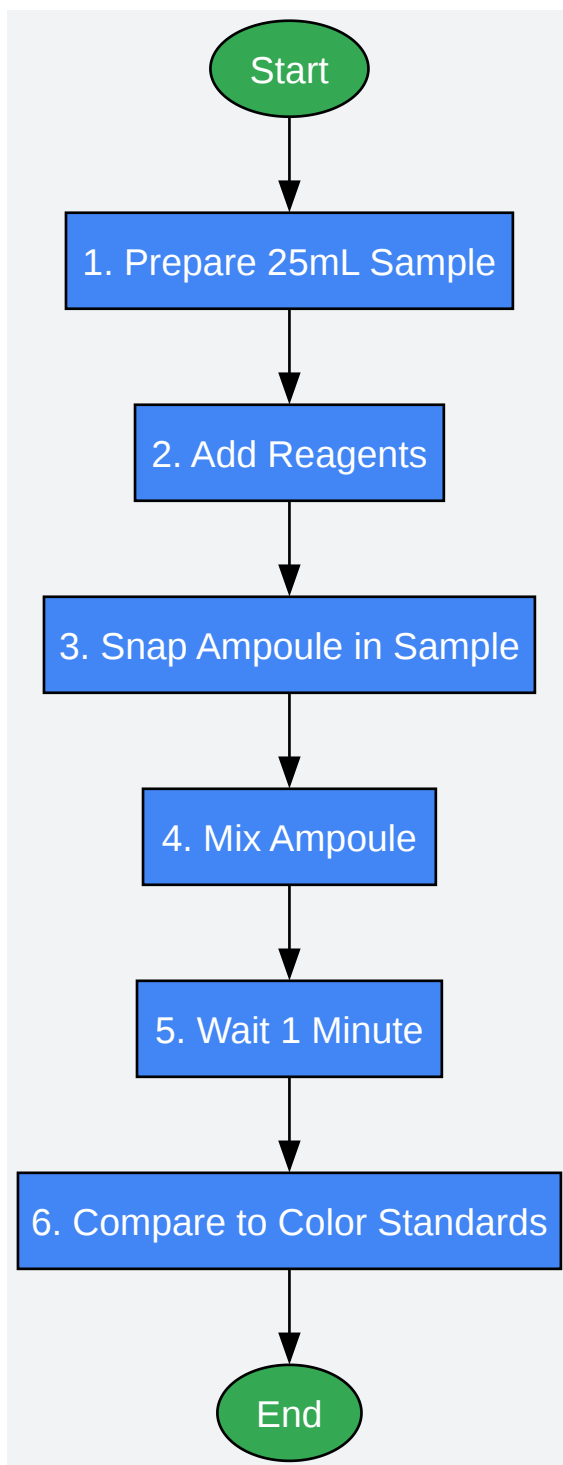 Start
1. Prepare 25mL Sample
2. Add Reagents
3. Snap Ampoule in Sample
4. Mix Ampoule
5. Wait 1 Minute
6. Compare to Color Standards
End